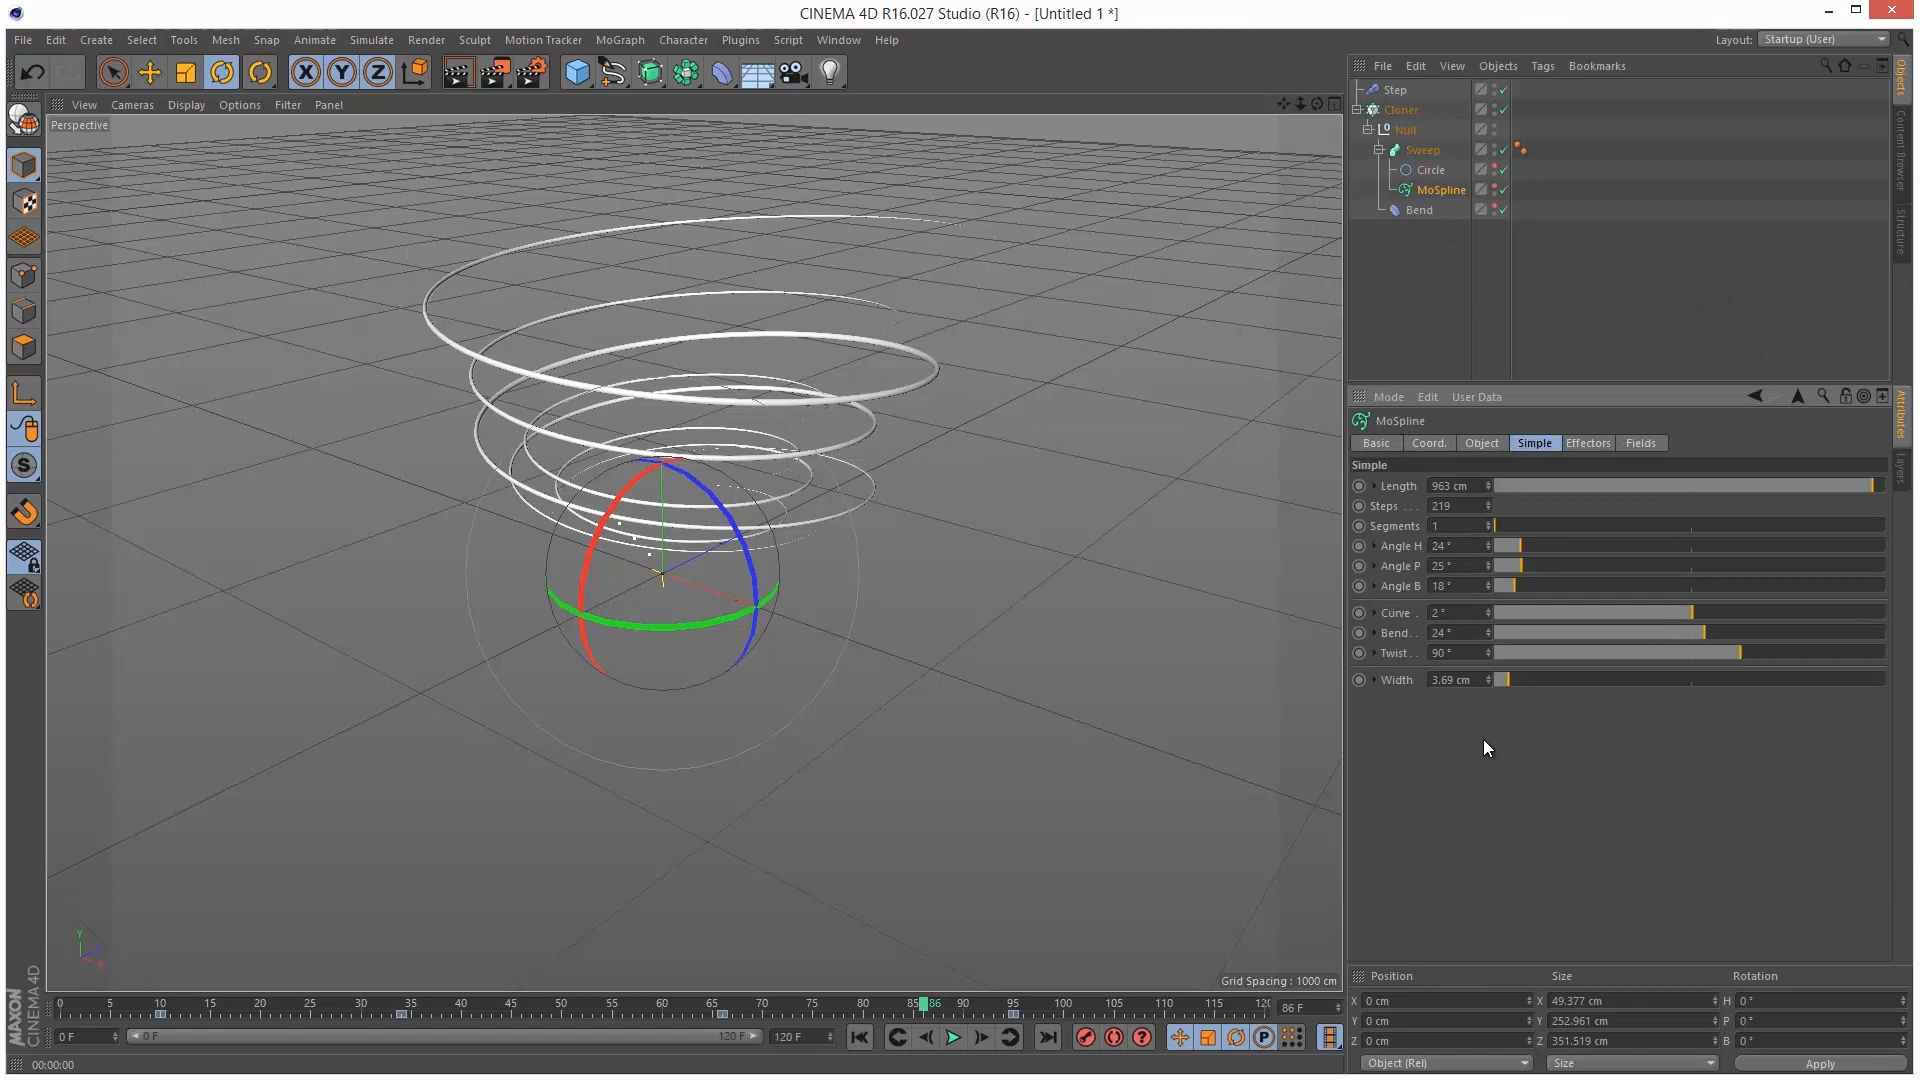 CINEMA 4D R16.027 Studio (R16) - [Untitled 1 *]
File Edit Create Select Tools Mesh Snap Animate Simulate Render Sculpt Motion Tracker MoGraph Character Plugins Script Window Help
Layout: Startup (User)
File Edit View Objects Tags Bookmarks
Objects
Content Browser
Structure
Step
Cloner
Null
Sweep
Circle
MoSpline
Bend
View Cameras Display Options Filter Panel
Perspective
Mode Edit User Data
Attributes
Layers
MoSpline
Basic Coord. Object Simple Effectors Fields
Simple
Length 963 cm
Steps . . . 219
Segments 1
Angle H 24 °
Angle P 25 °
Angle B 18 °
Curve . 2 °
Bend . . 24 °
Twist . . 90 °
Width 3.69 cm
Y
Z
X
Grid Spacing : 1000 cm
MAXON
CINEMA 4D
0 5 10 15 20 25 30 35 40 45 50 55 60 65 70 75 80 85 86 90 95 100 105 110 115 120 86 F
0 F 0 F 120 F 120 F
00:00:00
Position Size Rotation
X 0 cm X 49.377 cm H 0 °
Y 0 cm Y 252.961 cm P 0 °
Z 0 cm Z 351.519 cm B 0 °
Object (Rel) Size Apply